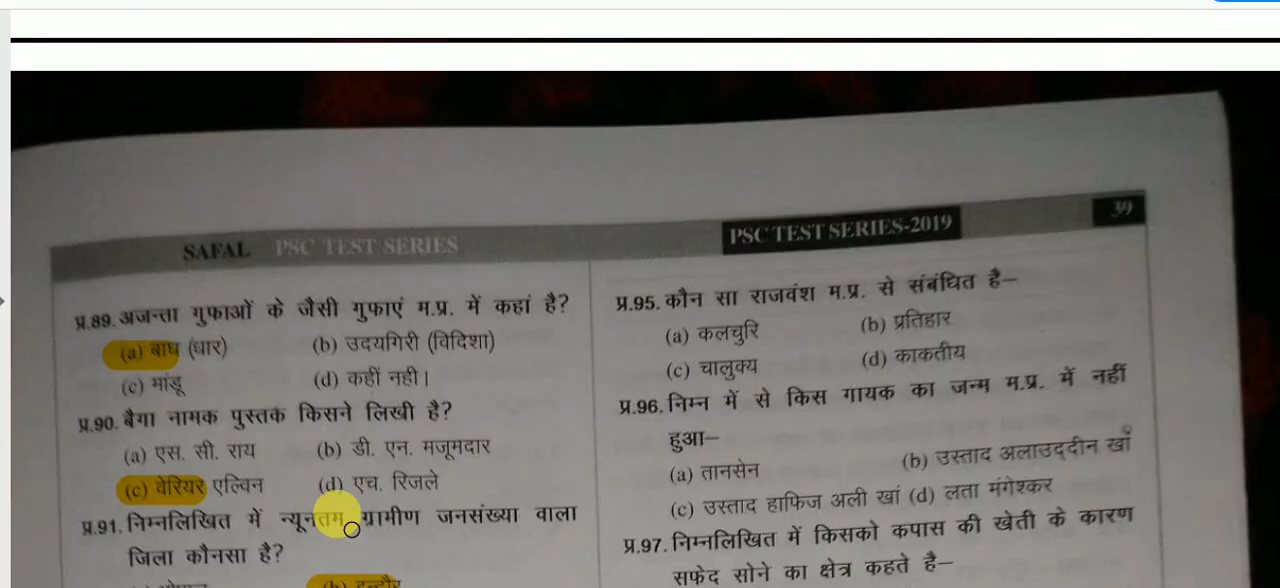 SAFAL PSC TEST SERIES
PSC TEST SERIES-2019
39
प्र.89. अजन्ता गुफाओं के जैसी गुफाएं म.प्र. में कहां है?
(a) बाघ (धार) (b) उदयगिरी (विदिशा)
(c) मांडू (d) कहीं नही।
प्र.90. बैगा नामक पुस्तक किसने लिखी है?
(a) एस. सी. राय (b) डी. एन. मजूमदार
(c) वेरियर एल्विन (d) एच. रिजले
प्र.91. निम्नलिखित में न्यूनतम ग्रामीण जनसंख्या वाला
जिला कौनसा है?
(b) इन्दौर
प्र.95. कौन सा राजवंश म.प्र. से संबंधित है–
(a) कलचुरि (b) प्रतिहार
(c) चालुक्य (d) काकतीय
प्र.96. निम्न में से किस गायक का जन्म म.प्र. में नहीं
हुआ–
(a) तानसेन (b) उस्ताद अलाउद्दीन खाँ
(c) उस्ताद हाफिज अली खां (d) लता मंगेश्कर
प्र.97. निम्नलिखित में किसको कपास की खेती के कारण
सफेद सोने का क्षेत्र कहते है–